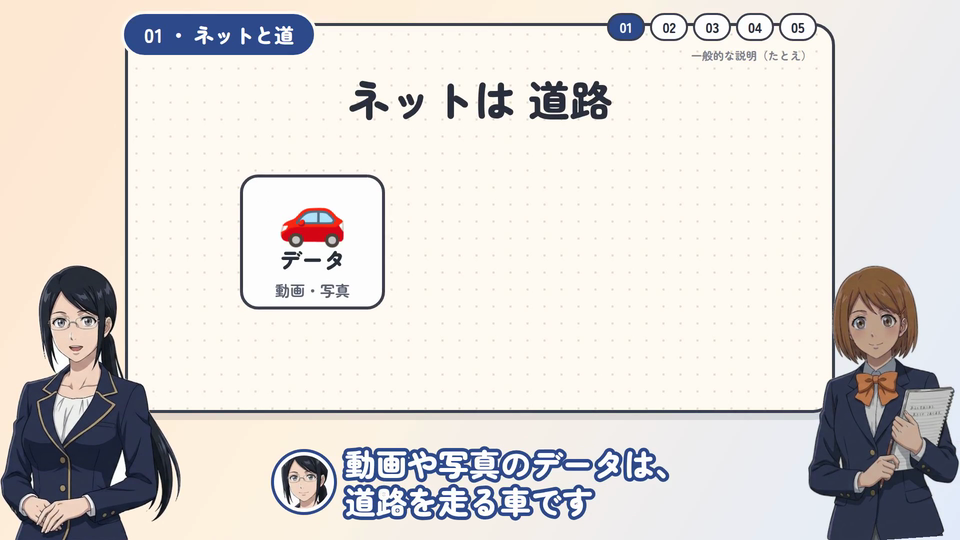 01・ネットと道
01 02 03 04 05
一般的な説明（たとえ）
ネットは 道路
データ
動画・写真
動画や写真のデータは、
道路を走る車です